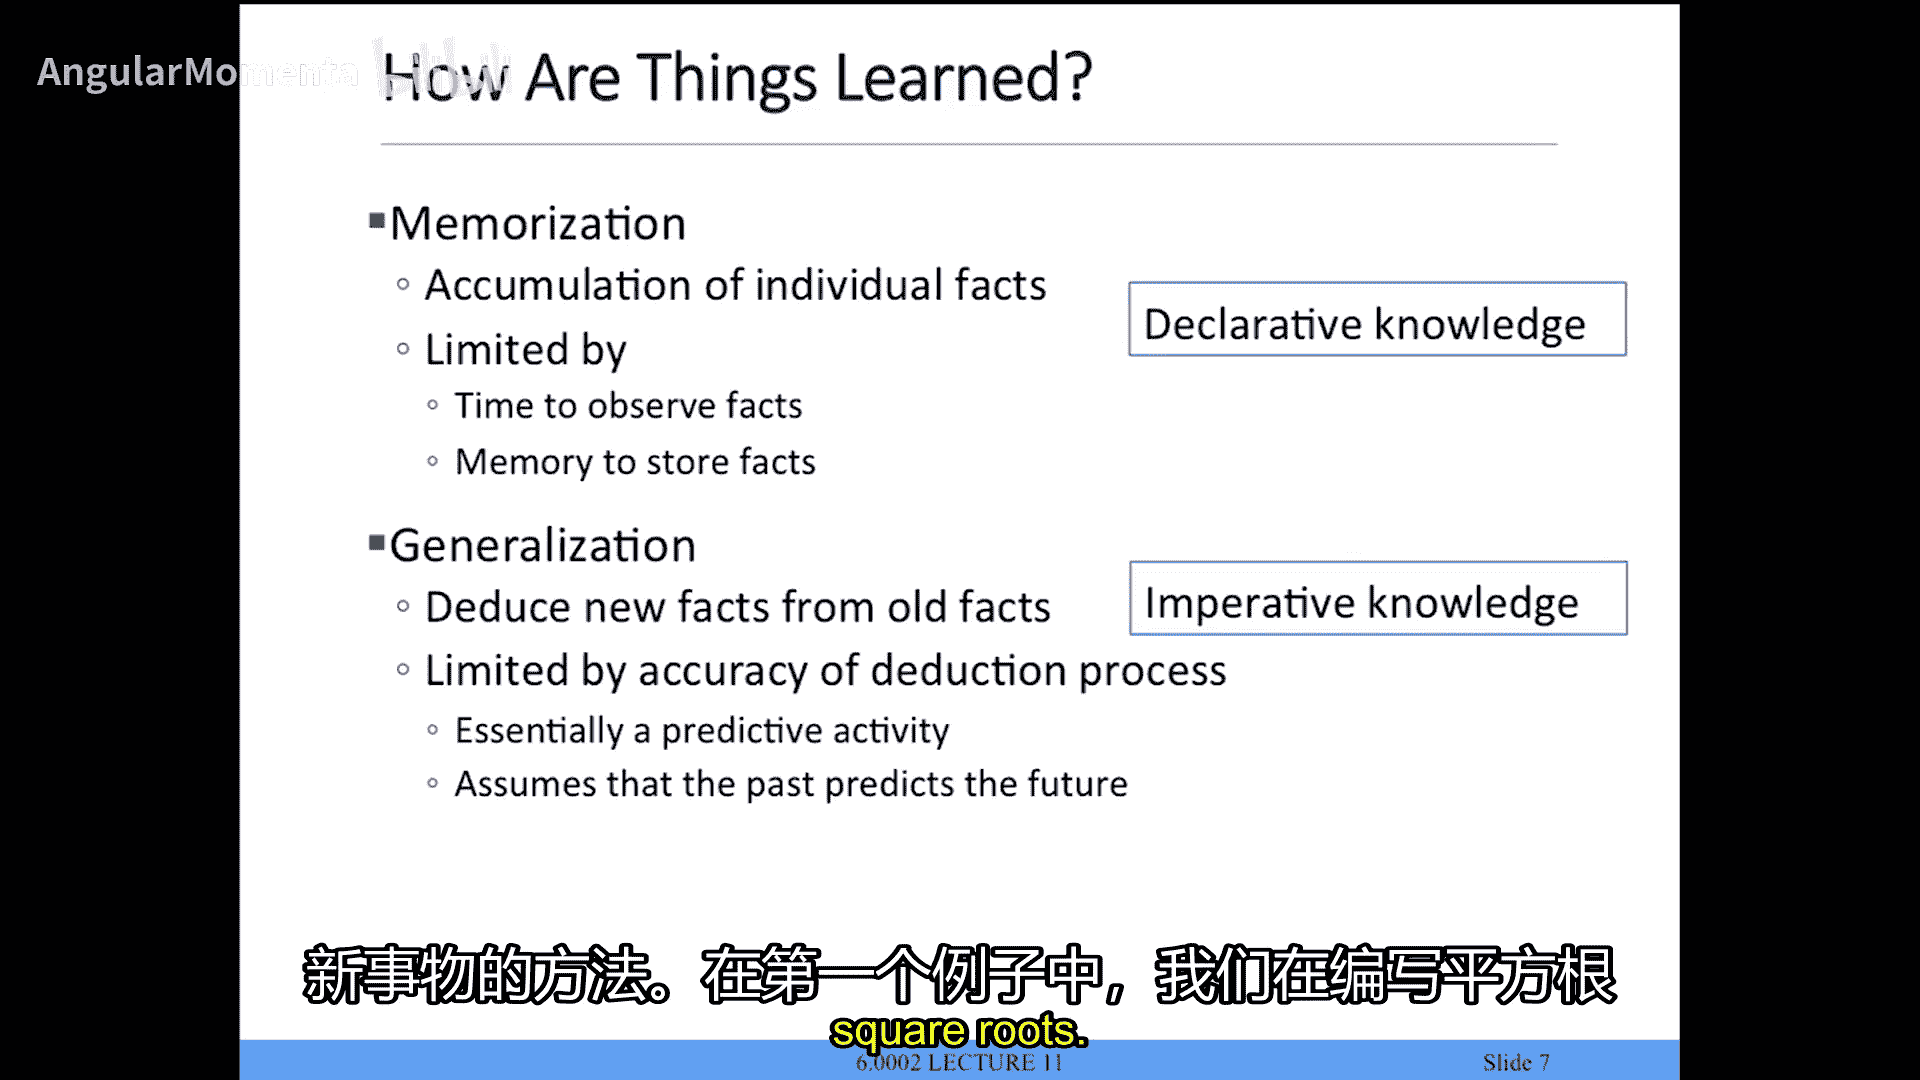 AngularMomenta
How Are Things Learned?
Memorization
Accumulation of individual facts
Declarative knowledge
Limited by
Time to observe facts
Memory to store facts
Generalization
Deduce new facts from old facts
Imperative knowledge
Limited by accuracy of deduction process
Essentially a predictive activity
Assumes that the past predicts the future
新事物的方法。在第一个例子中，我们在编写平方根
square roots.
6.0002 LECTURE 11
Slide 7